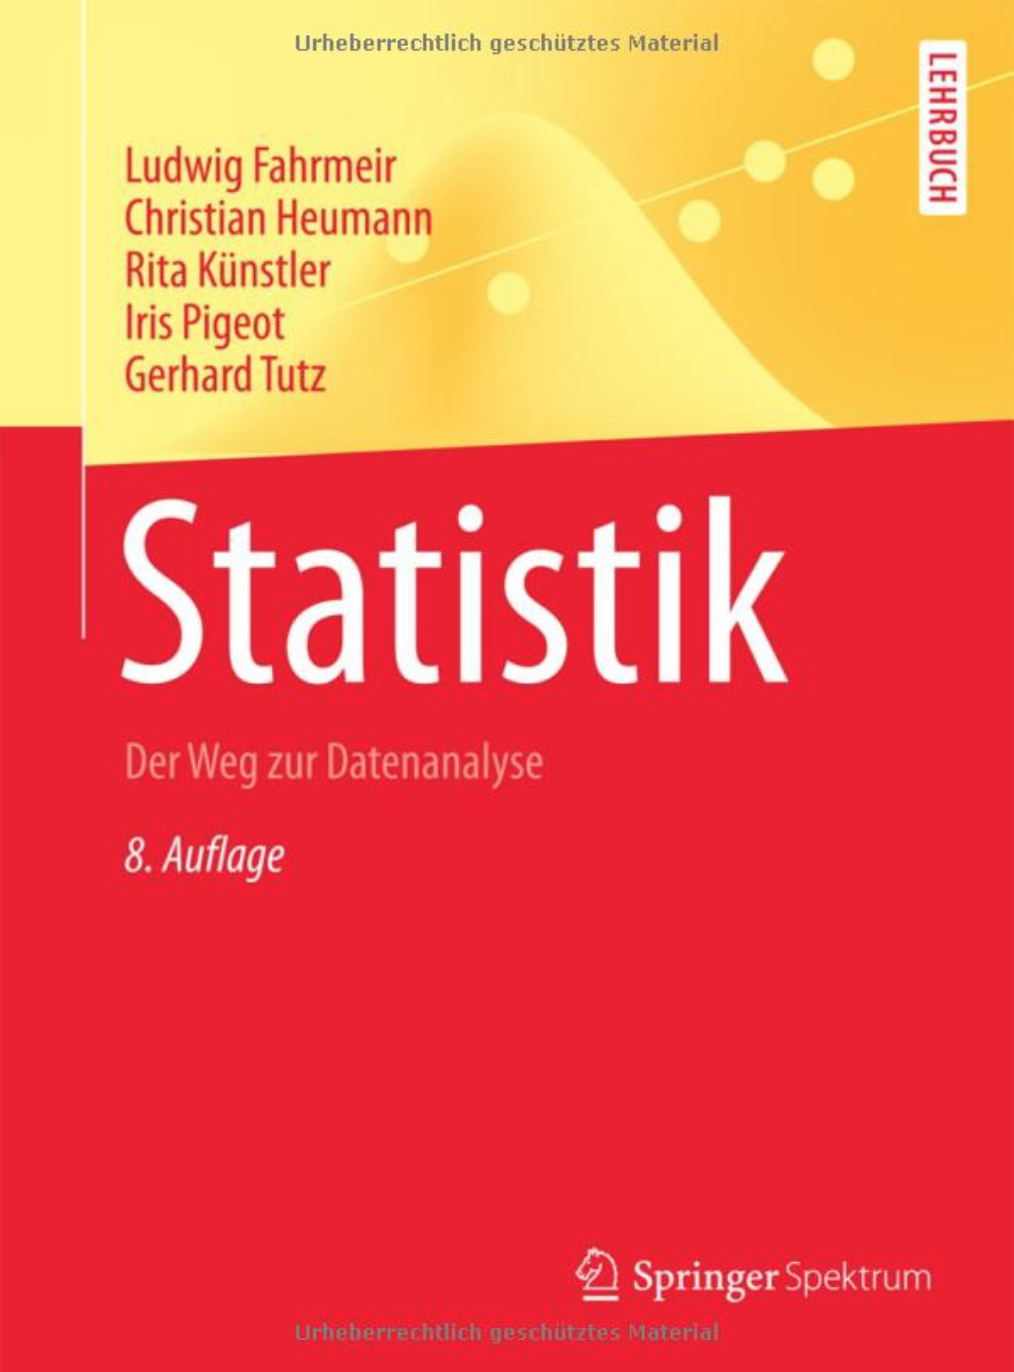 Urheberrechtlich geschütztes Material
LEHRBUCH
Ludwig Fahrmeir
Christian Heumann
Rita Künstler
Iris Pigeot
Gerhard Tutz
Statistik
Der Weg zur Datenanalyse
8. Auflage
Springer Spektrum
Urheberrechtlich geschütztes Material